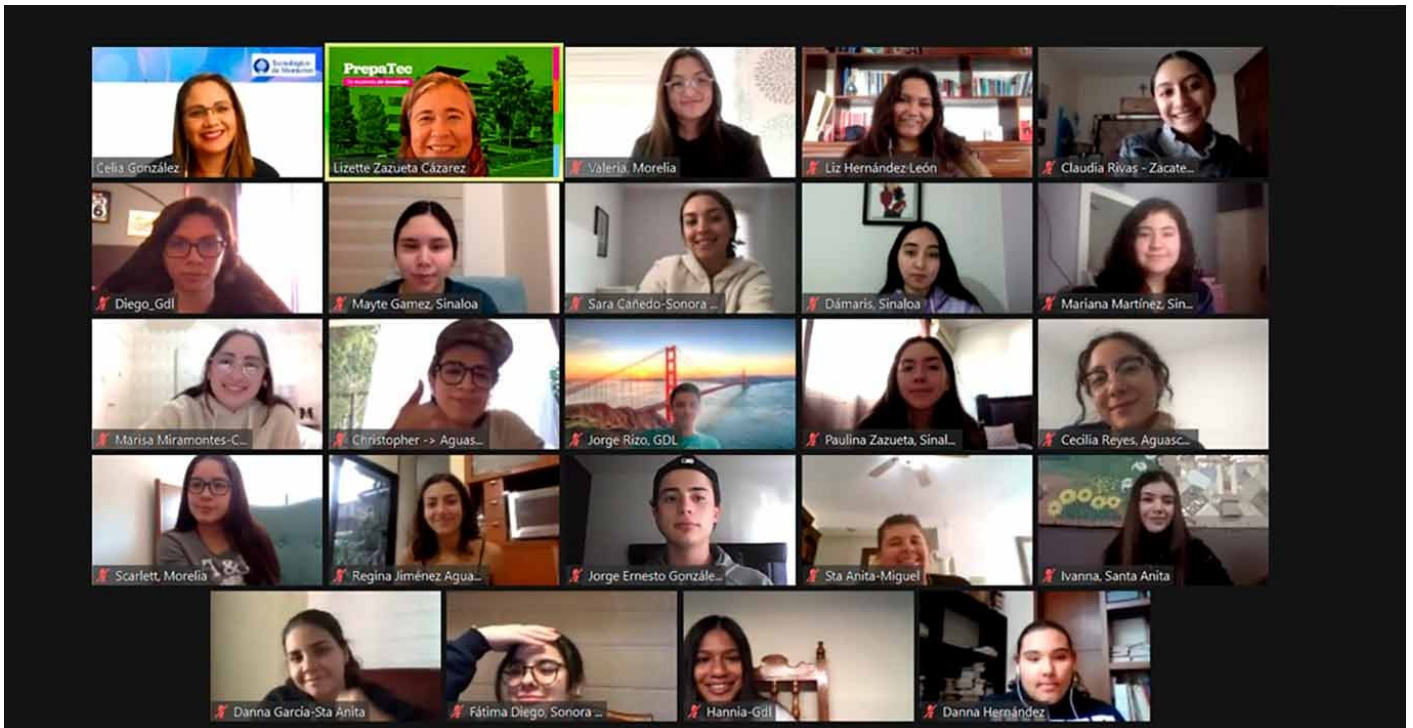 Tecnológico
de Monterrey
Celia González
PrepaTec
Lizette Zazueta Cázarez
Valeria, Morelia
Liz Hernández-León
Claudia Rivas - Zacate...
Diego_Gdl
Mayte Gamez, Sinaloa
Sara Cañedo-Sonora ...
Dámaris, Sinaloa
Mariana Martínez, Sin...
Marisa Miramontes-C...
Christopher -> Aguas...
Jorge Rizo, GDL
Paulina Zazueta, Sinal...
Cecilia Reyes, Aguasc...
Scarlett, Morelia
Regina Jiménez Agua...
Jorge Ernesto Gonzále...
Sta Anita-Miguel
Ivanna, Santa Anita
Danna García-Sta Anita
Fátima Diego, Sonora ...
Hannia-Gdl
Danna Hernández